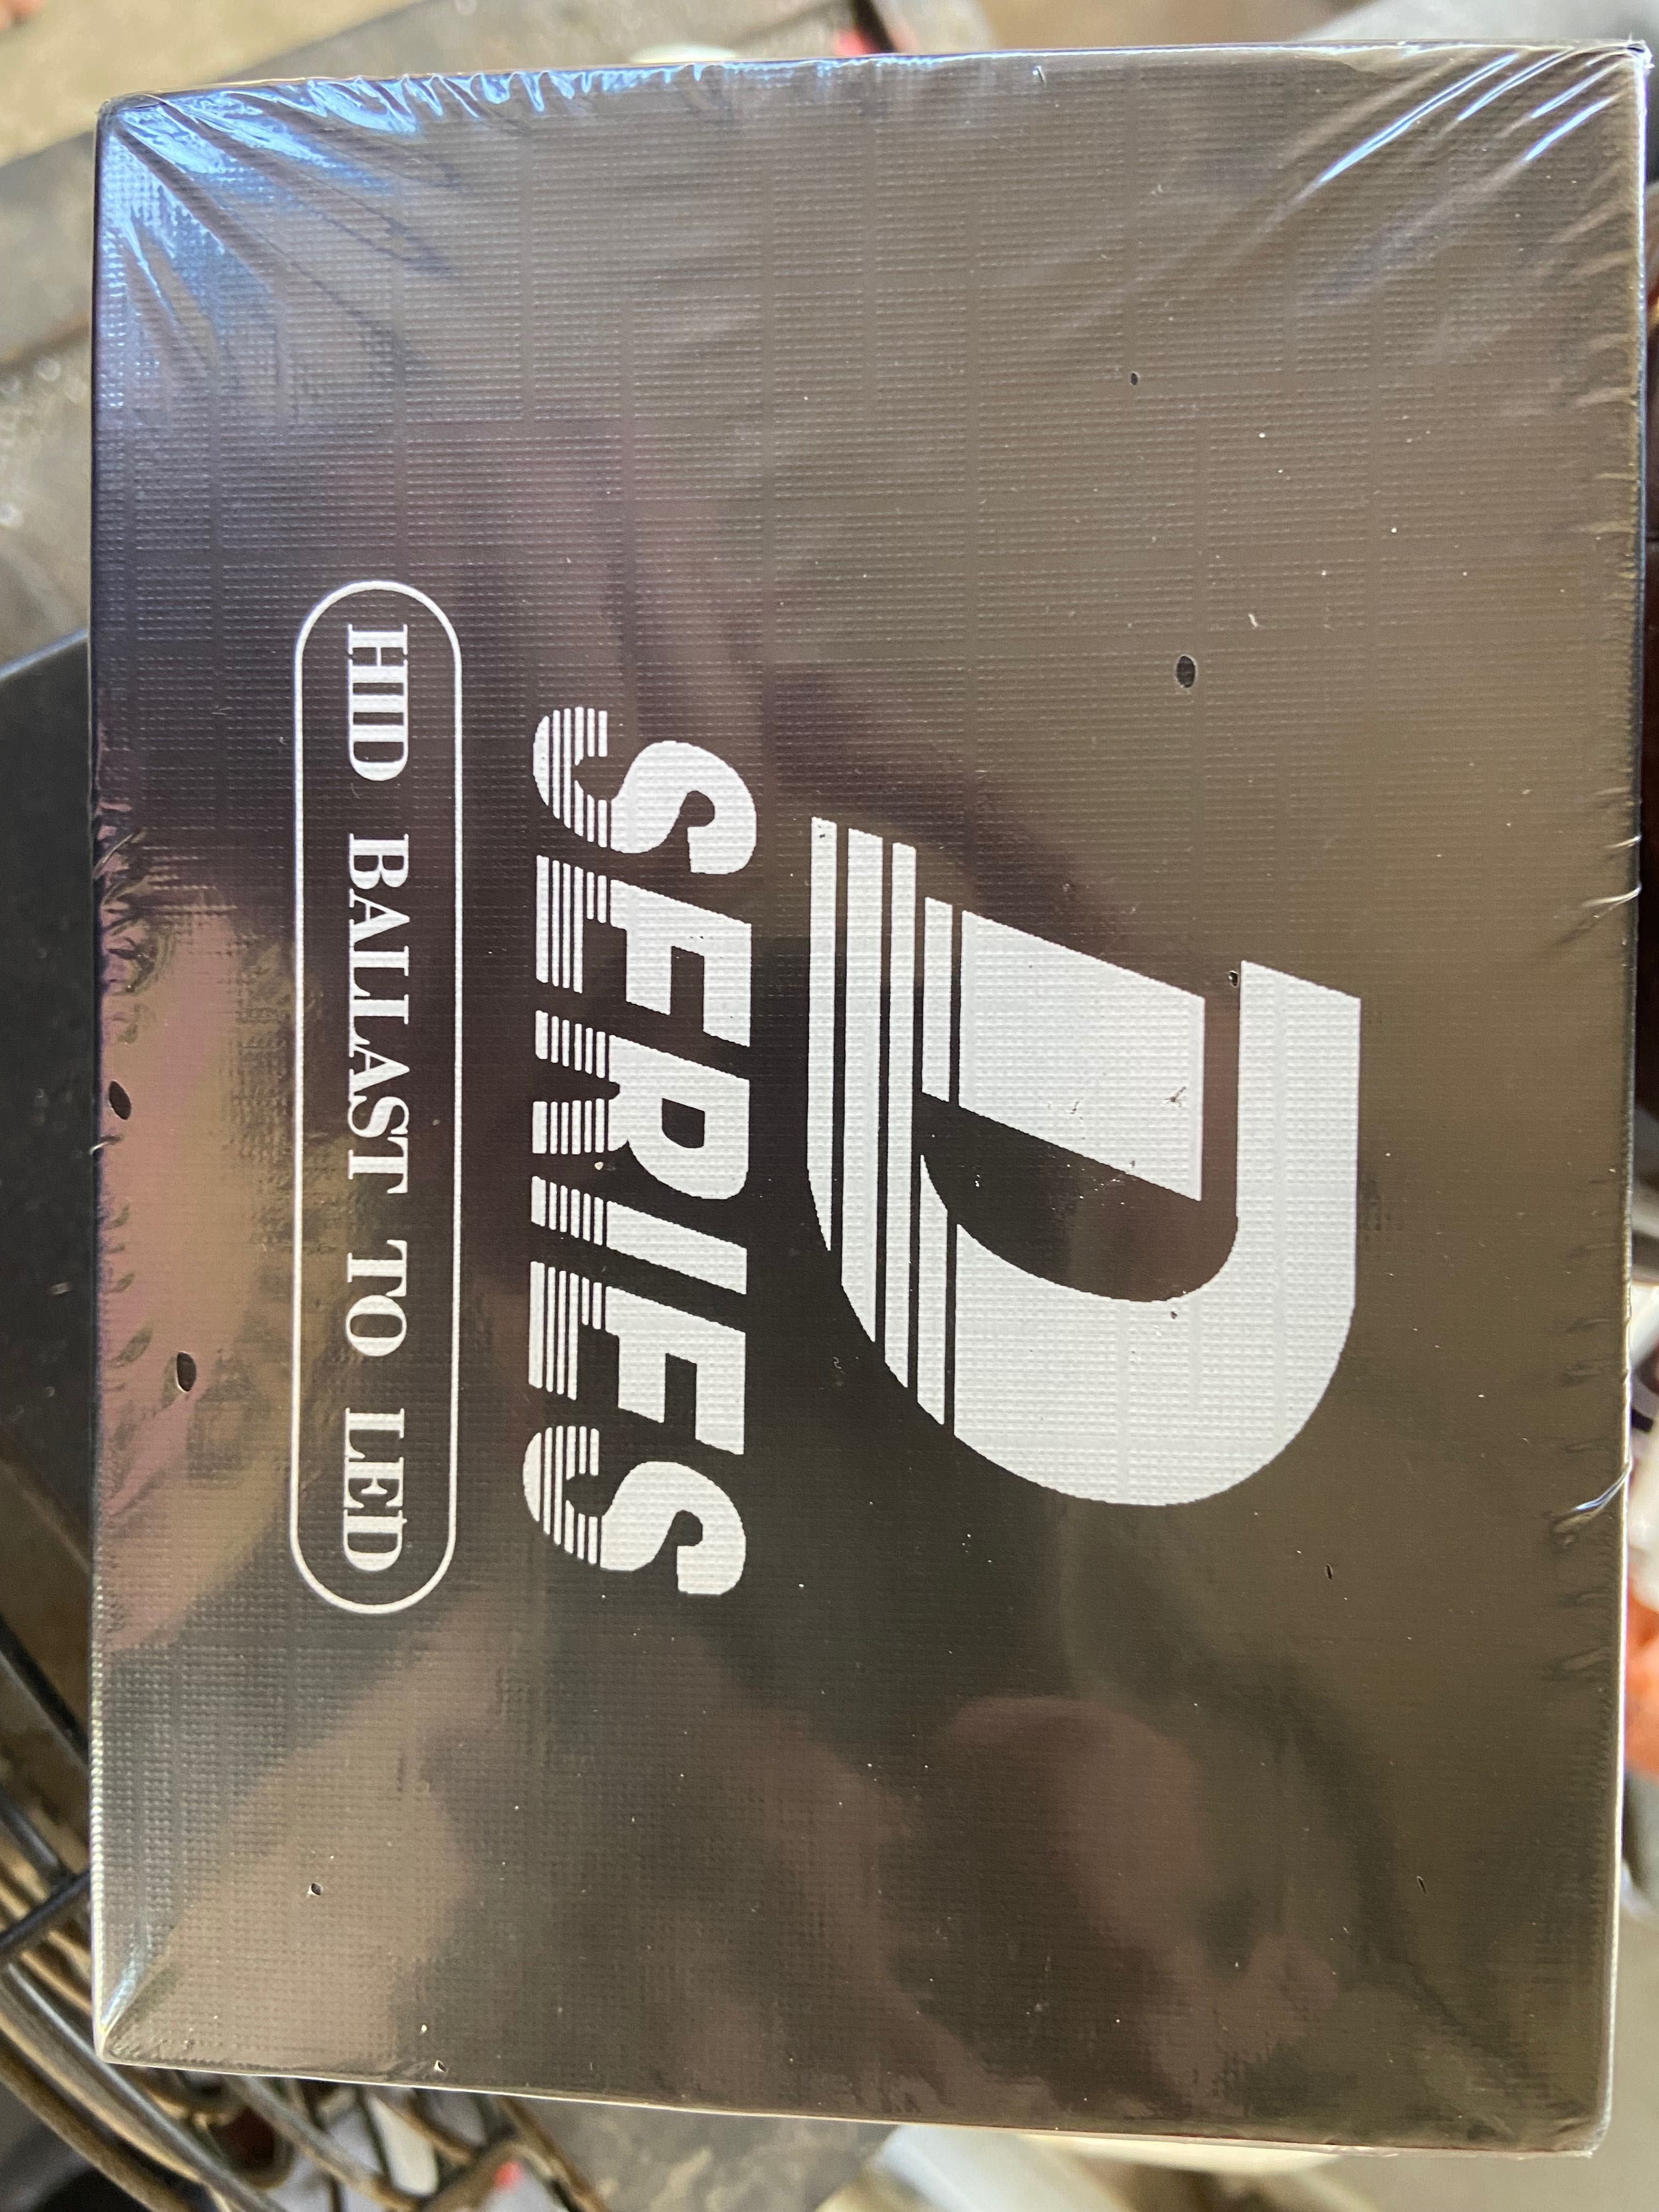 D
SERIES
HID BALLAST TO LED